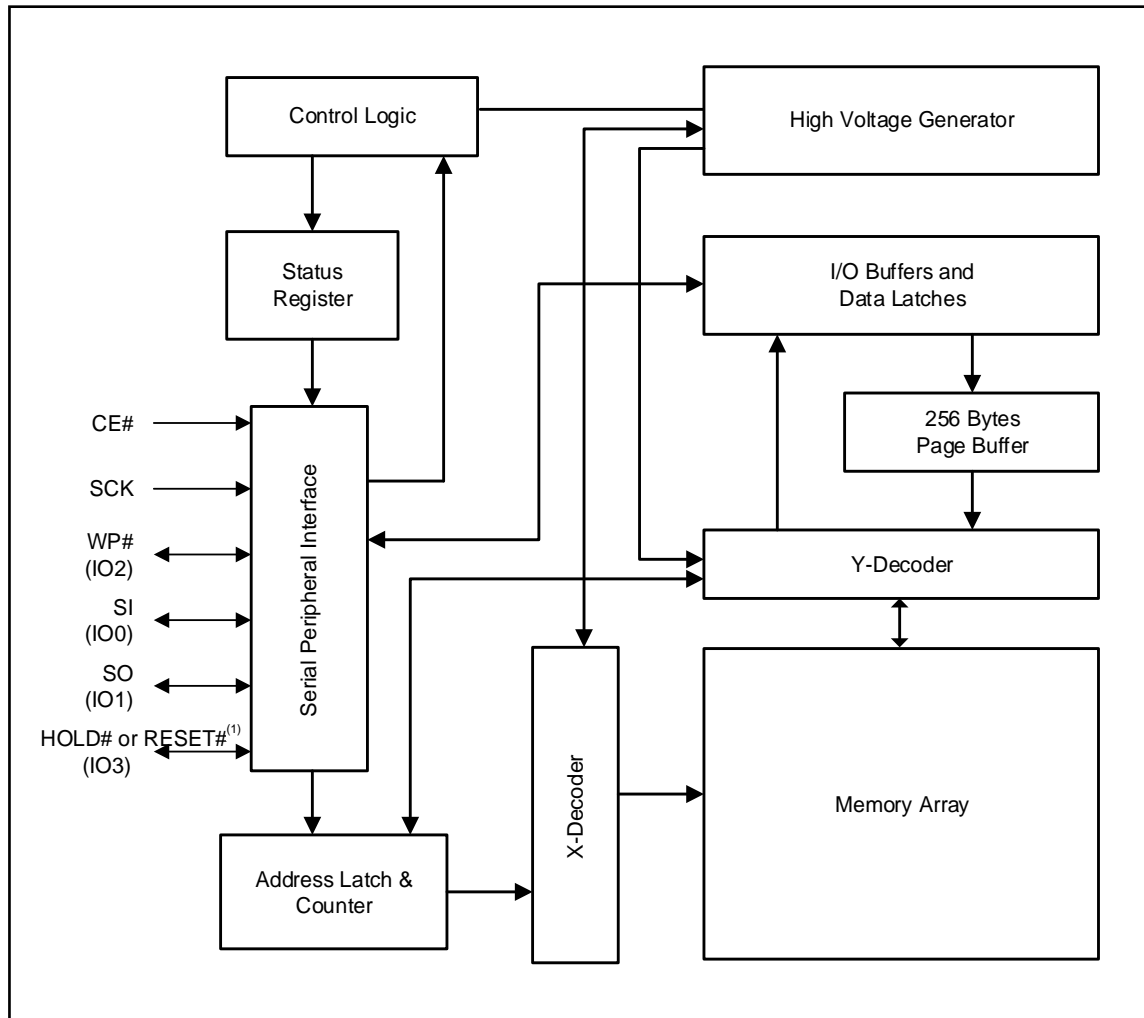 Control Logic
High Voltage Generator
Status
Register
I/O Buffers and
Data Latches
256 Bytes
Page Buffer
CE#
SCK
WP#
(IO2)
SI
(IO0)
SO
(IO1)
HOLD# or RESET#(1)
(IO3)
Serial Peripheral Interface
Y-Decoder
X-Decoder
Memory Array
Address Latch &
Counter